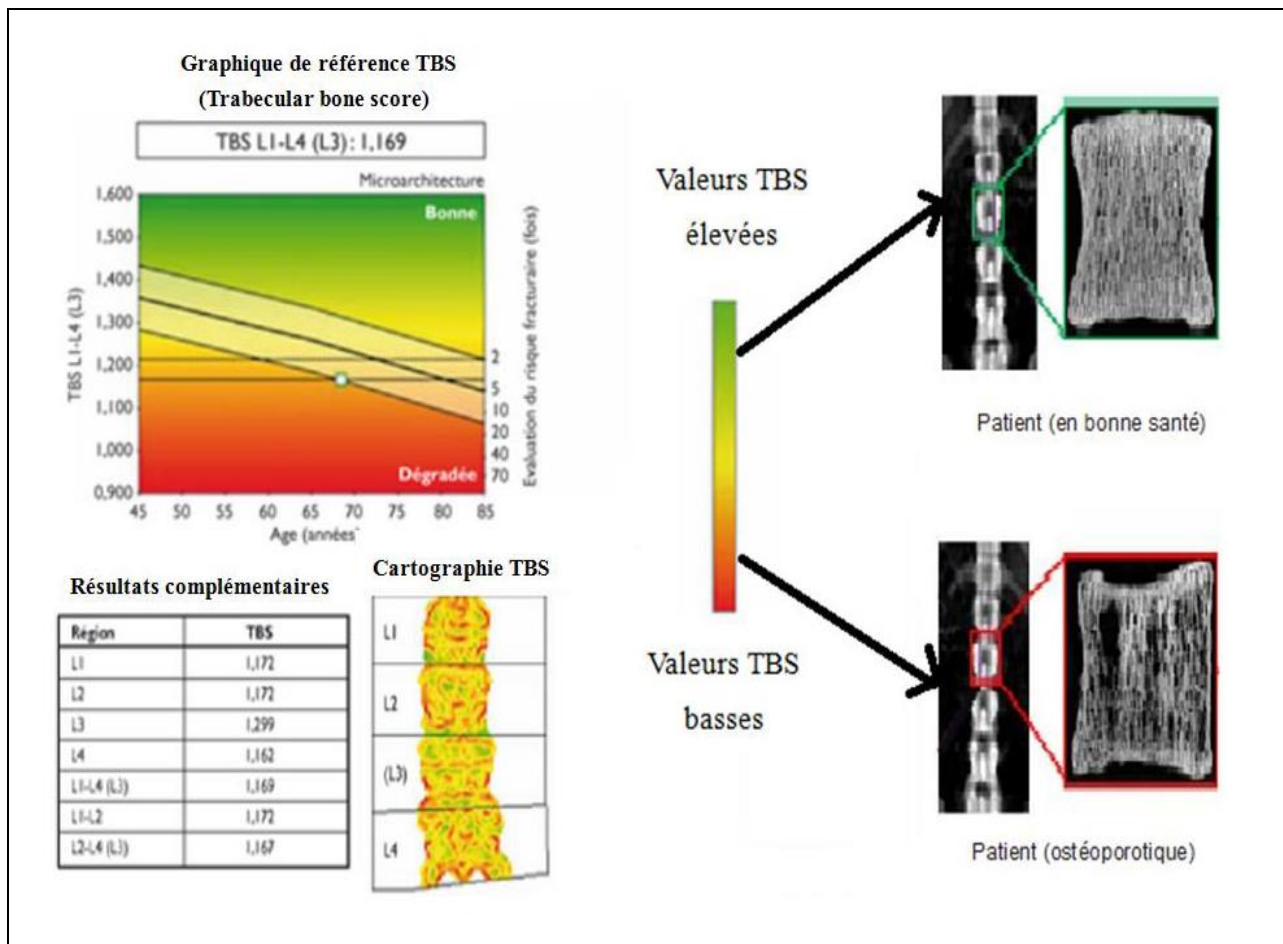 Graphique de référence TBS
(Trabecular bone score)
TBS L1-L4 (L3) : 1,169
Microarchitecture
Bonne
Dégradée
TBS L1-L4 (L3)
1,600
1,500
1,400
1,300
1,200
1,100
1,000
0,900
45 50 55 60 65 70 75 80 85
Age (années
Evaluation du risque fracturaire (fois)
2
5
10
20
40
70
Résultats complémentaires
Région TBS
L1 1,172
L2 1,172
L3 1,299
L4 1,162
L1-L4 (L3) 1,169
L1-L2 1,172
L2-L4 (L3) 1,167
Cartographie TBS
L1
L2
(L3)
L4
Valeurs TBS
élevées
Valeurs TBS
basses
Patient (en bonne santé)
Patient (ostéoporotique)